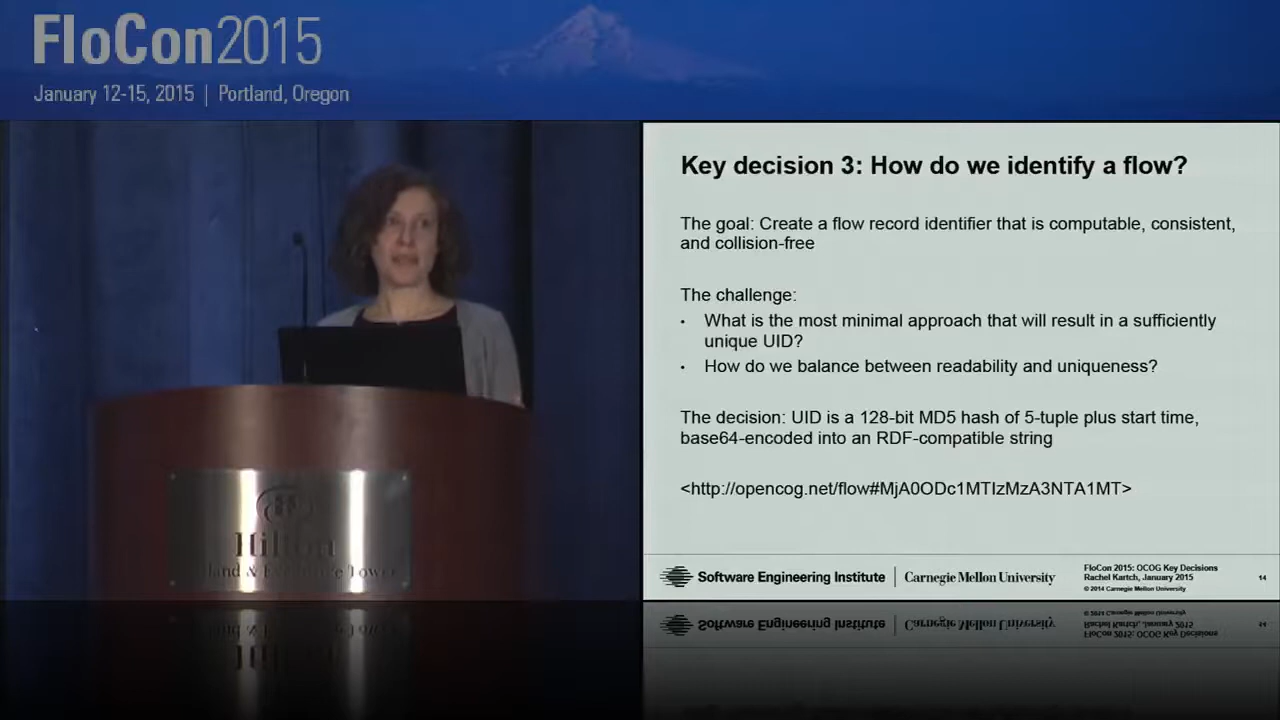 FloCon2015
January 12-15, 2015 | Portland, Oregon
Key decision 3: How do we identify a flow?
The goal: Create a flow record identifier that is computable, consistent,
and collision-free
The challenge:
• What is the most minimal approach that will result in a sufficiently
unique UID?
• How do we balance between readability and uniqueness?
The decision: UID is a 128-bit MD5 hash of 5-tuple plus start time,
base64-encoded into an RDF-compatible string
<http://opencog.net/flow#MjA0ODc1MTIzMzA3NTA1MT>
Software Engineering Institute | Carnegie Mellon University
FloCon 2015: OCOG Key Decisions
Rachel Kartch, January 2015
© 2014 Carnegie Mellon University
14
Hilton
& Executive Tower